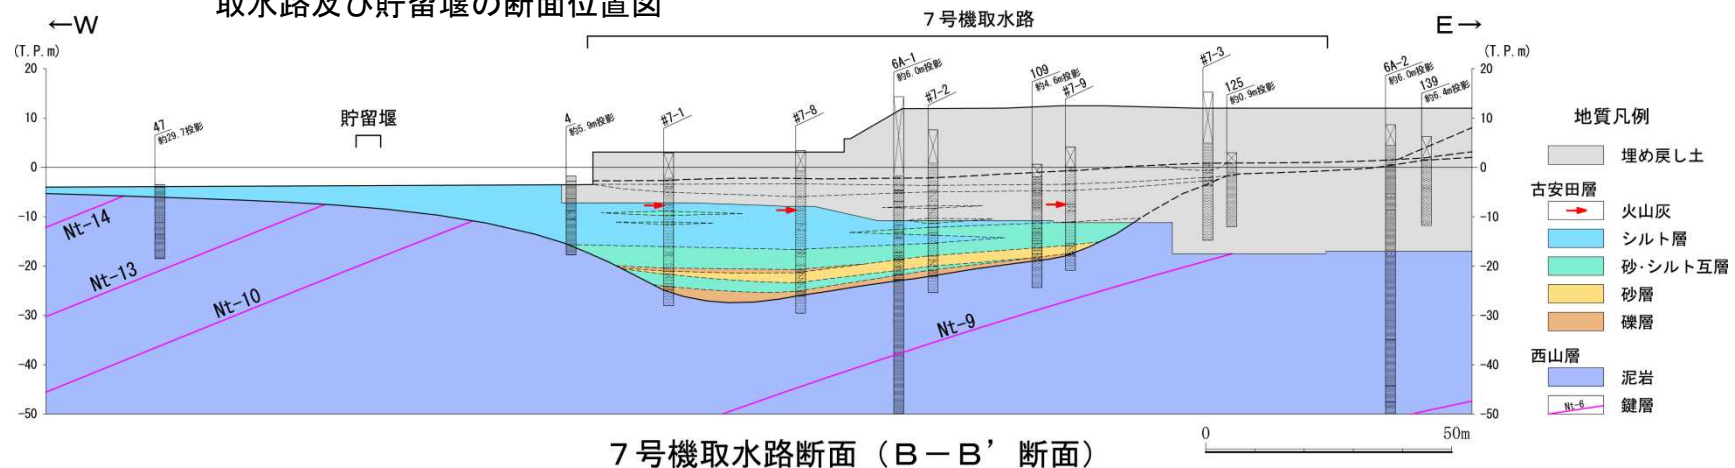 取水路及び貯留堰の断面位置図
←W
7号機取水路
E→
(T.P.m)
(T.P.m)
20
10
0
-10
-20
-30
-40
-50
47
約29.7投影
貯留堰
4
約5.9m投影
#7-1
#7-8
6A-1
約6.0m投影
#7-2
109
約4.6m投影
#7-9
#7-3
125
約0.9m投影
6A-2
約6.0m投影
139
約6.4m投影
20
10
0
-10
-20
-30
-40
-50
Nt-14
Nt-13
Nt-10
Nt-9
地質凡例
埋め戻し土
古安田層
火山灰
シルト層
砂・シルト互層
砂層
礫層
西山層
泥岩
Nt-6
鍵層
0
50m
7号機取水路断面（B－B’断面）